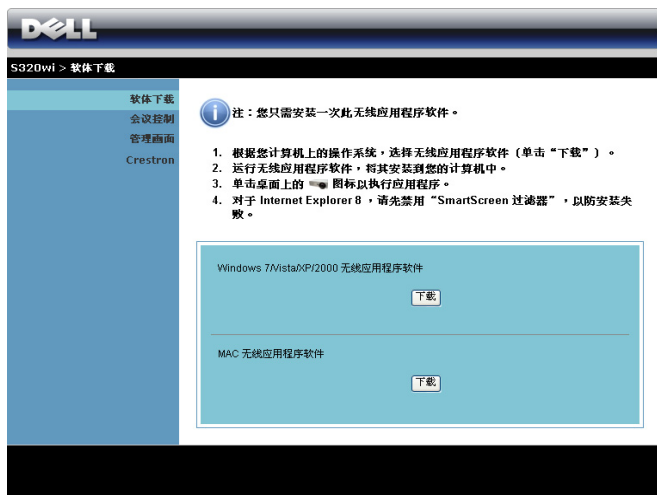 DELL
S320wi > 软体下载
软体下载
会议控制
管理画面
Crestron
注：您只需安装一次此无线应用程序软件。
1. 根据您计算机上的操作系统，选择无线应用程序软件（单击“下载”）。
2. 运行无线应用程序软件，将其安装到您的计算机中。
3. 单击桌面上的 图标以执行应用程序。
4. 对于 Internet Explorer 8 ，请先禁用“SmartScreen 过滤器”，以防安装失
败。
Windows 7/Vista/XP/2000 无线应用程序软件
下载
MAC 无线应用程序软件
下载